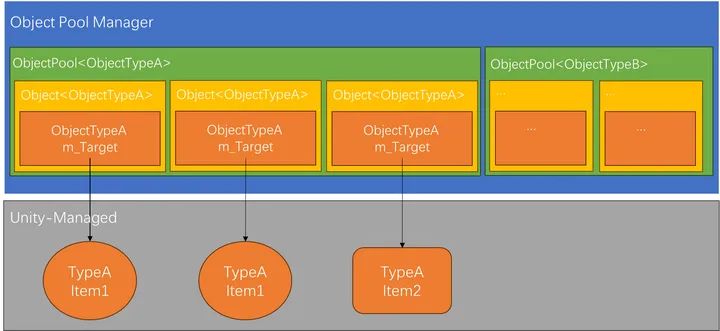 Object Pool Manager
ObjectPool<ObjectTypeA>
ObjectPool<ObjectTypeB>
Object<ObjectTypeA>
Object<ObjectTypeA>
Object<ObjectTypeA>
...
...
ObjectTypeA
m_Target
ObjectTypeA
m_Target
ObjectTypeA
m_Target
...
...
Unity-Managed
TypeA
Item1
TypeA
Item1
TypeA
Item2